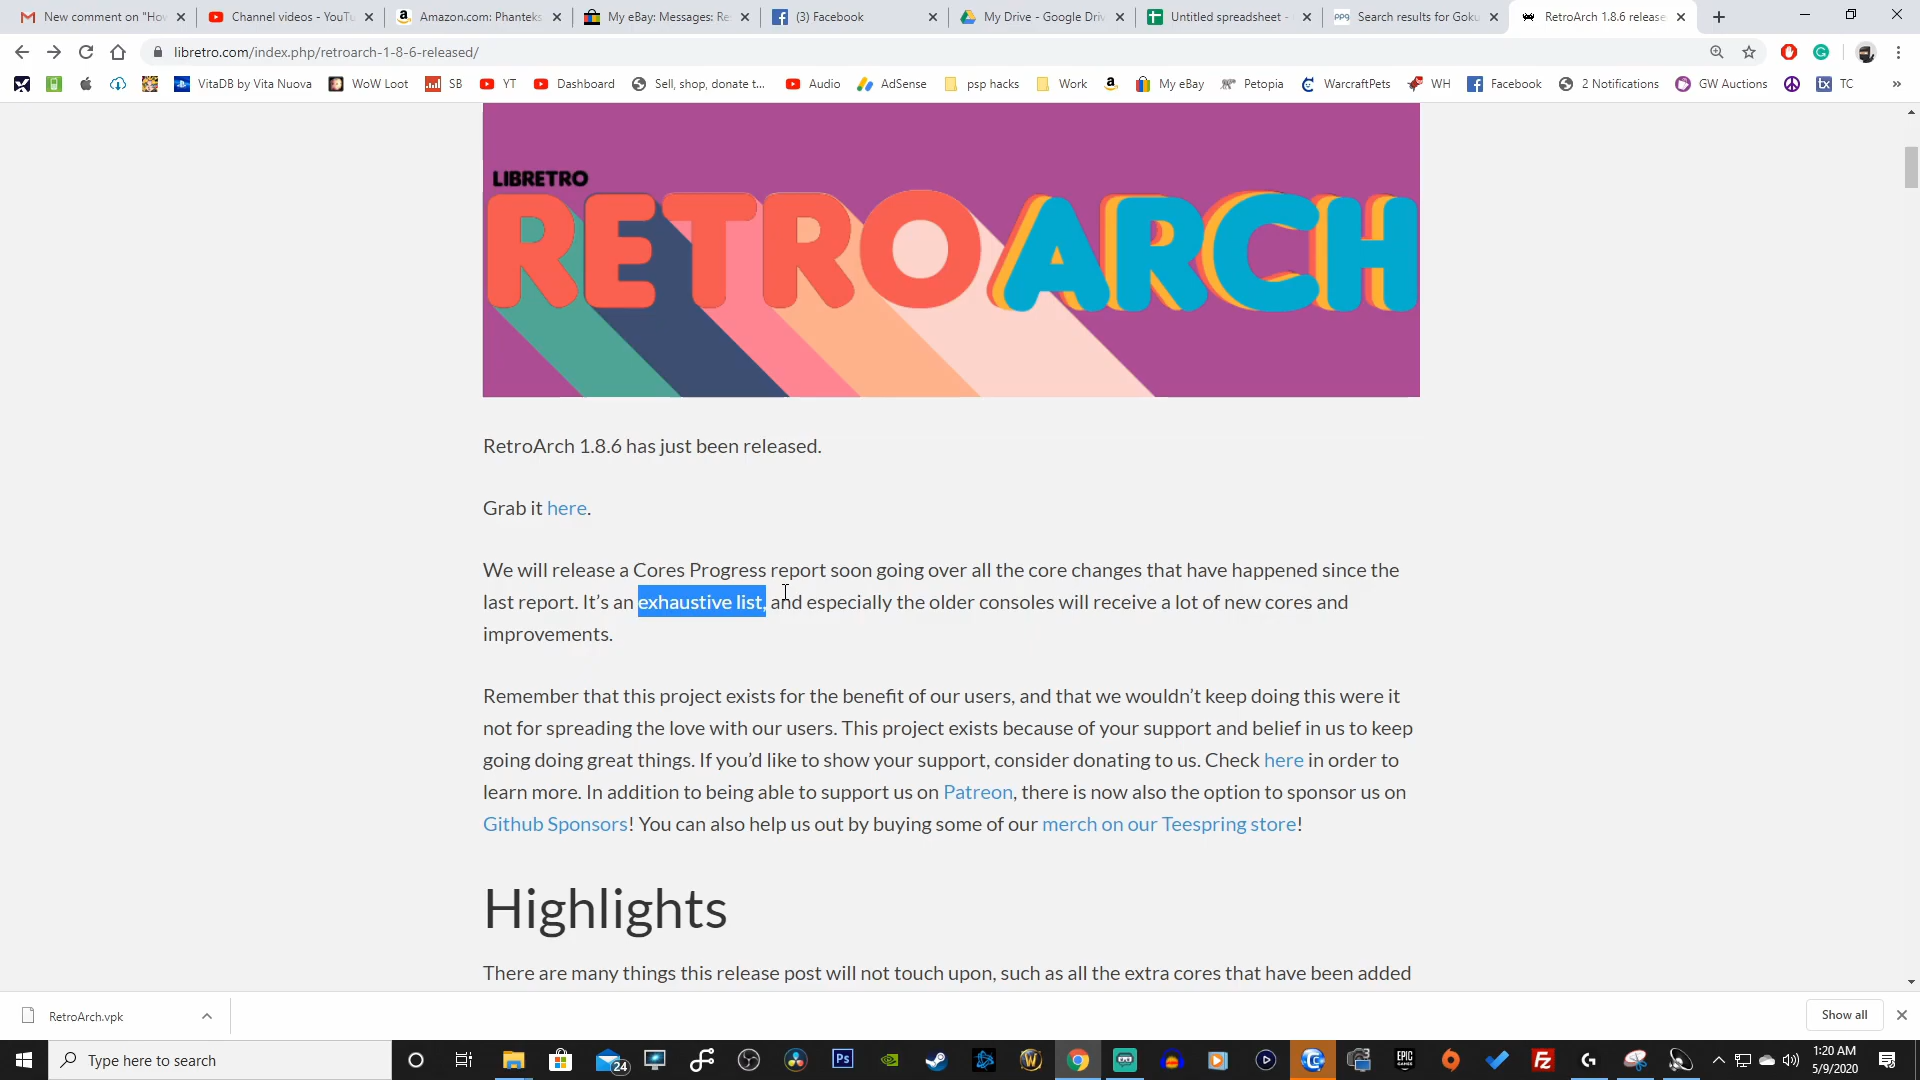 New comment on "Hov
Channel videos - YouTu
Amazon.com: Phanteks
My eBay: Messages: Re
(3) Facebook
My Drive - Google Driv
Untitled spreadsheet -
Search results for Goku
RetroArch 1.8.6 release
libretro.com/index.php/retroarch-1-8-6-released/
VitaDB by Vita Nuova
WoW Loot
SB
YT
Dashboard
Sell, shop, donate t...
Audio
AdSense
psp hacks
Work
My eBay
Petopia
WarcraftPets
WH
Facebook
2 Notifications
GW Auctions
TC
LIBRETRO
RETROARCH
RetroArch 1.8.6 has just been released.
Grab it here.
We will release a Cores Progress report soon going over all the core changes that have happened since the
last report. It's an exhaustive list, and especially the older consoles will receive a lot of new cores and
improvements.
Remember that this project exists for the benefit of our users, and that we wouldn't keep doing this were it
not for spreading the love with our users. This project exists because of your support and belief in us to keep
going doing great things. If you'd like to show your support, consider donating to us. Check here in order to
learn more. In addition to being able to support us on Patreon, there is now also the option to sponsor us on
Github Sponsors! You can also help us out by buying some of our merch on our Teespring store!
Highlights
There are many things this release post will not touch upon, such as all the extra cores that have been added
RetroArch.vpk
Show all
Type here to search
24
Ps
EPIC
GAMES
FZ
1:20 AM
5/9/2020